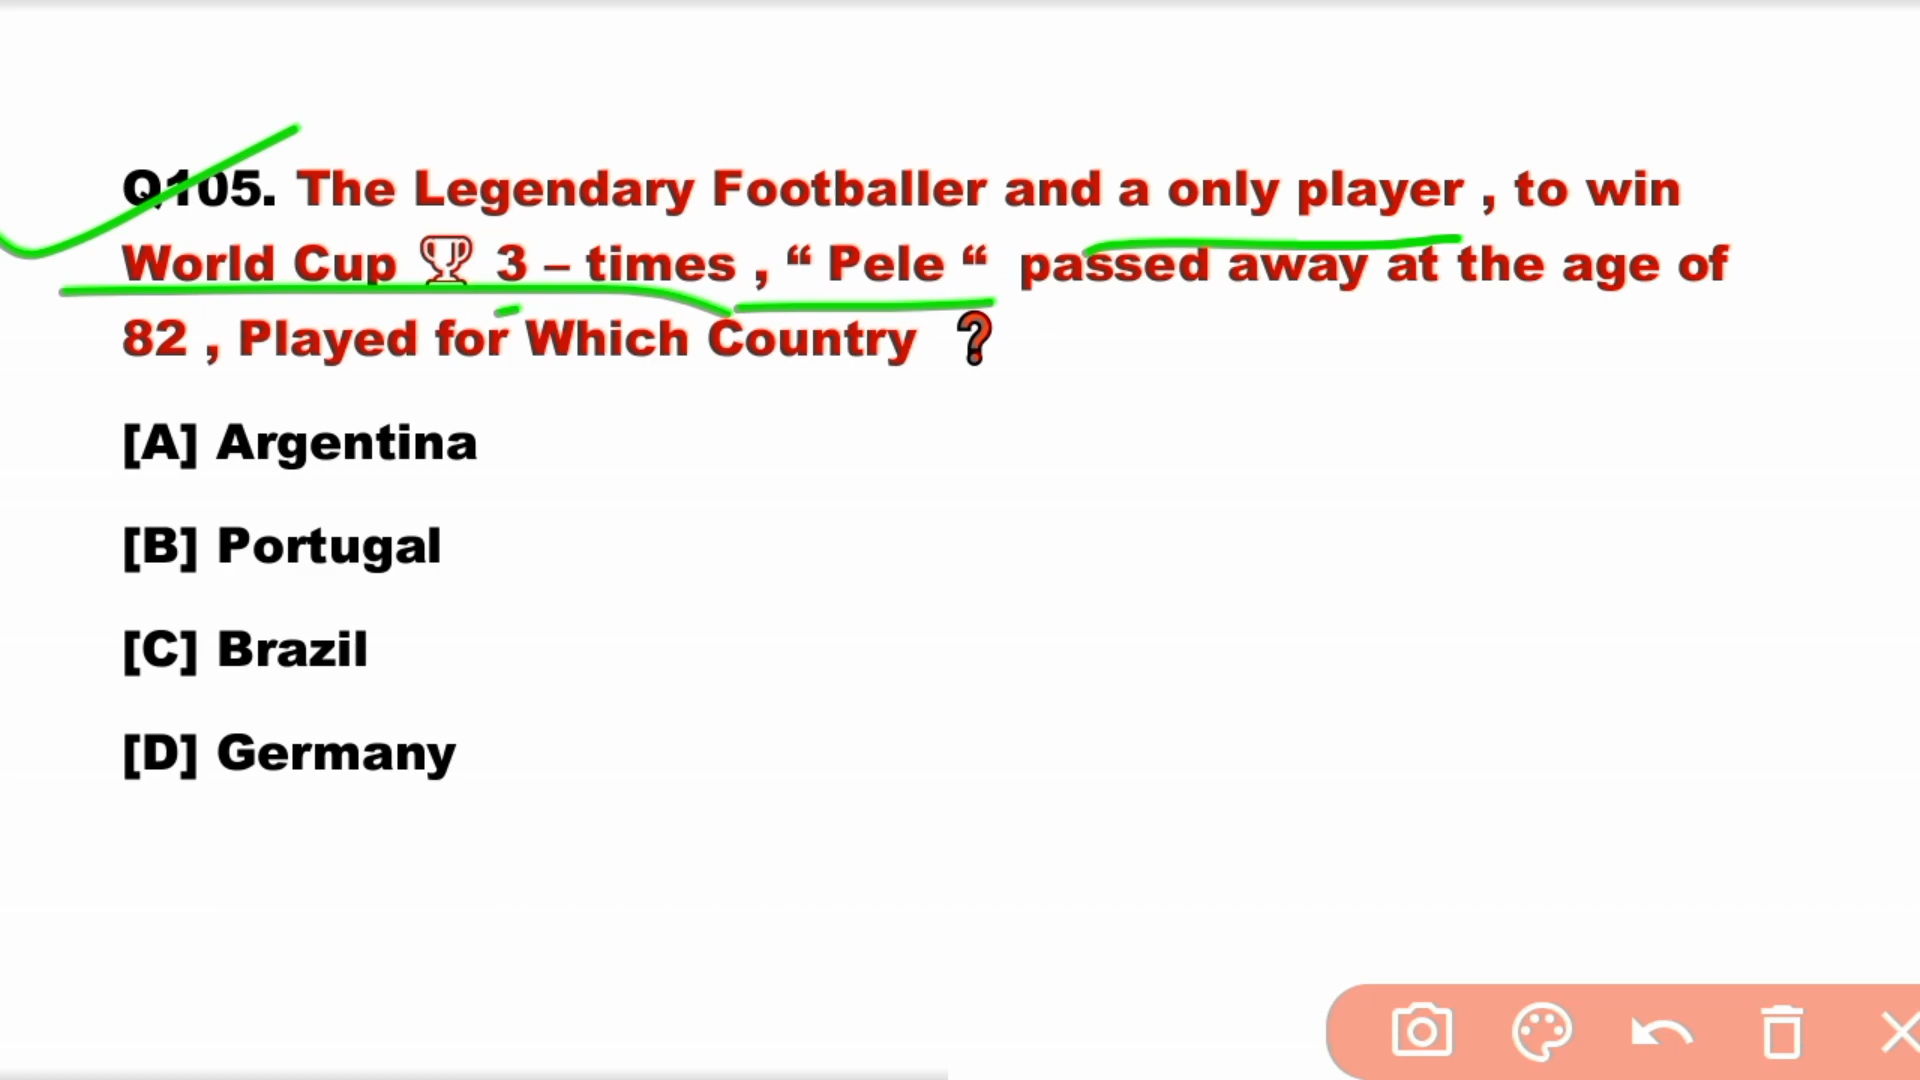 Q105. The Legendary Footballer and a only player , to win
World Cup 🏆 3 – times , “ Pele “ passed away at the age of
82 , Played for Which Country ❓
[A] Argentina
[B] Portugal
[C] Brazil
[D] Germany